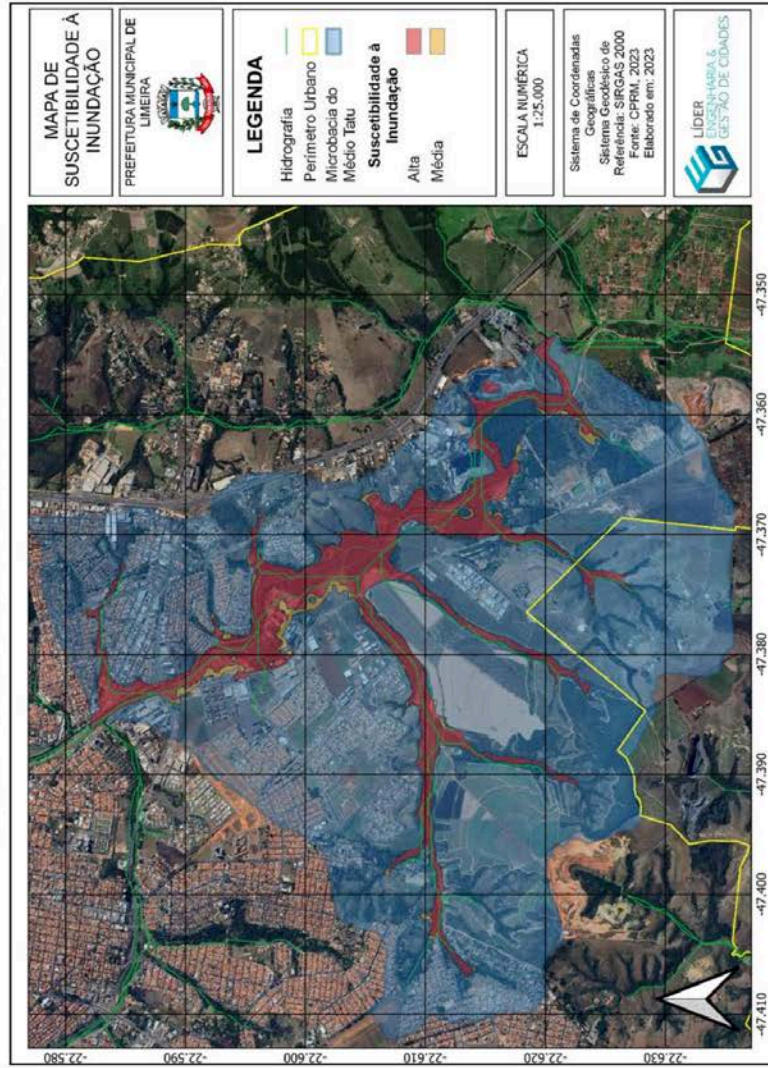 MAPA DE
SUSCETIBILIDADE À
INUNDAÇÃO
PREFEITURA MUNICIPAL DE
LIMEIRA
LEGENDA
Hidrografia
Perímetro Urbano
Microbacia do
Médio Tatu
Suscetibilidade à
Inundação
Alta
Média
ESCALA NUMÉRICA
1:25.000
Sistema de Coordenadas
Geográficas
Sistema Geodésico de
Referência: SIRGAS 2000
Fonte: CPRM, 2023
Elaborado em: 2023
LÍDER
ENGENHARIA &
GESTÃO DE CIDADES
-47.410
-47.400
-47.390
-47.380
-47.370
-47.360
-47.350
-22.580
-22.590
-22.600
-22.610
-22.620
-22.630